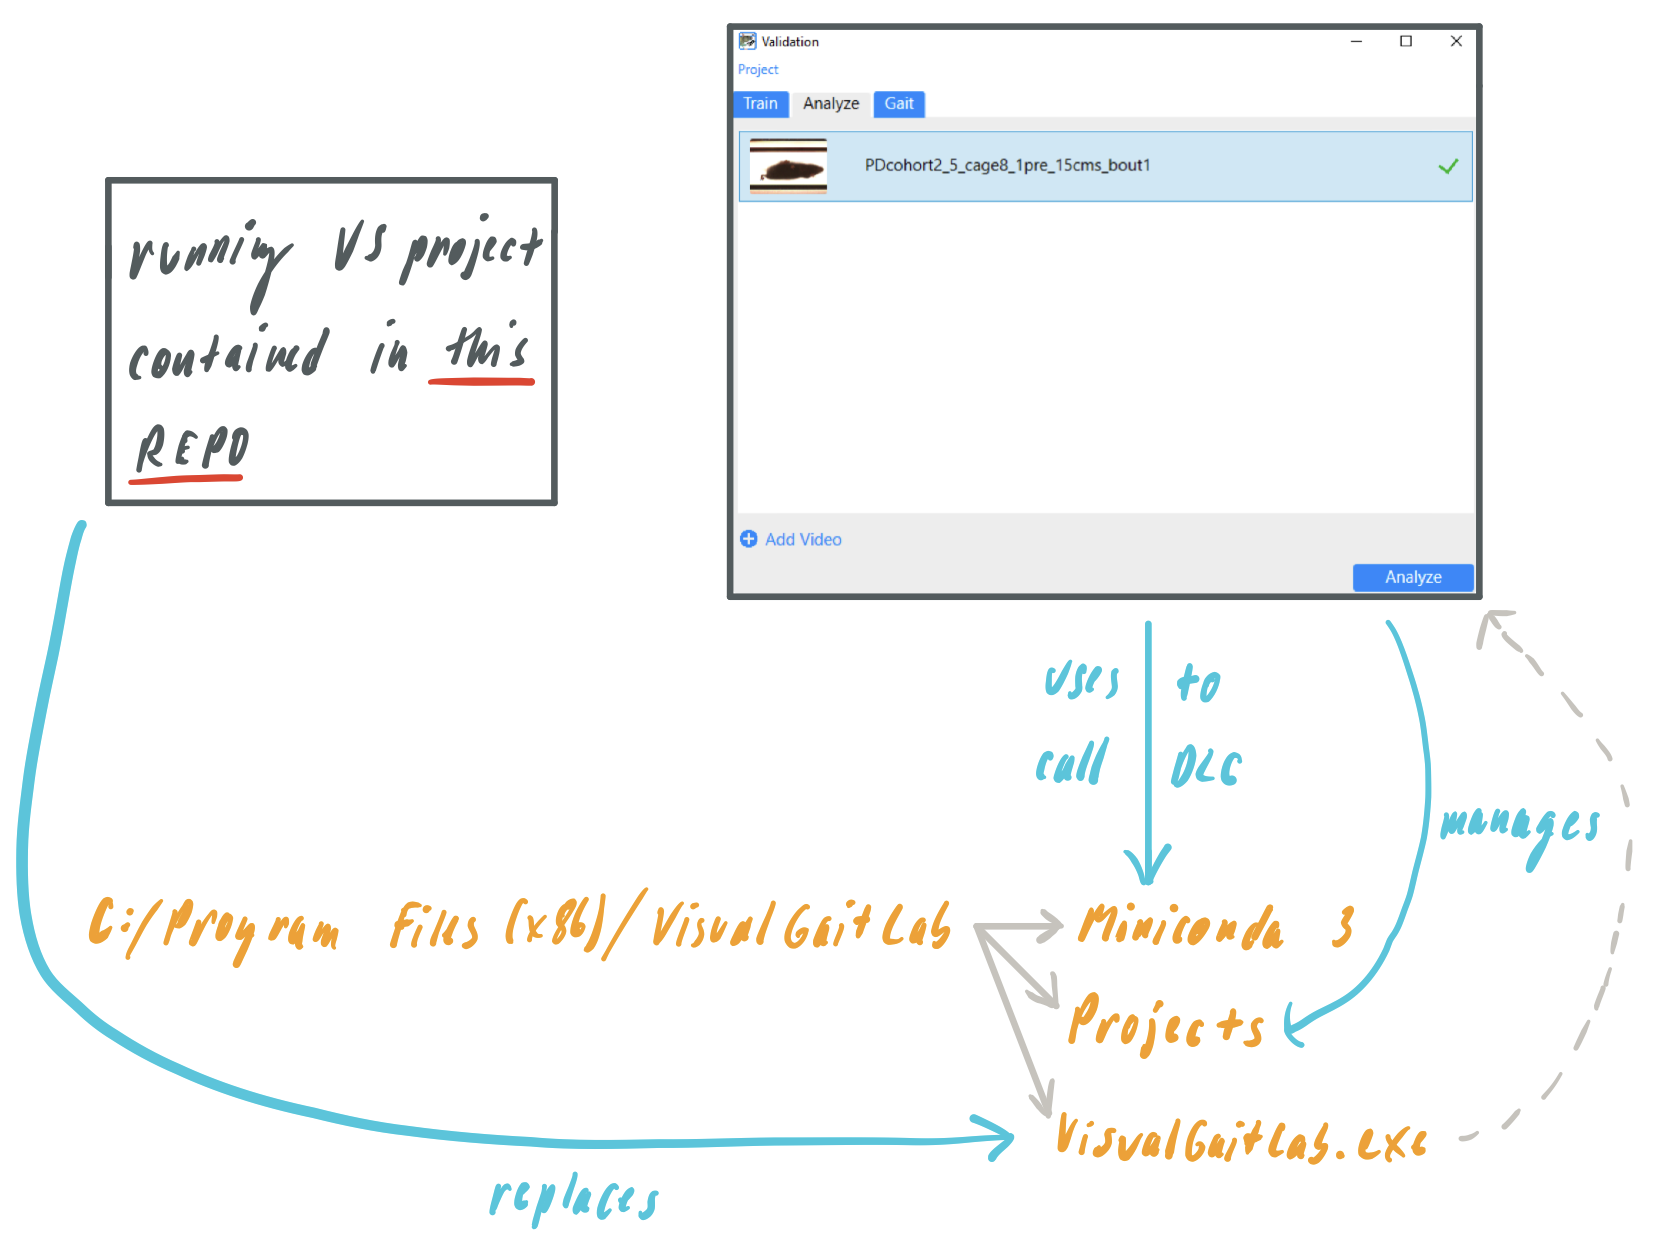 Validation
Project
Train Analyze Gait
PDcohort2_5_cage8_1pre_15cms_bout1
Add Video
Analyze
running VS project
contained in this
REPO
uses to
call DLC
manages
C:/Program Files (x86)/VisualGaitLab
Miniconda 3
Projects
VisualGaitLab.exe
replaces